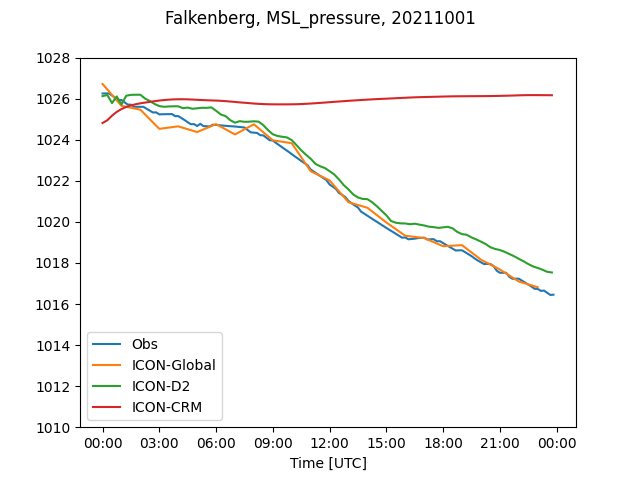 Falkenberg, MSL_pressure, 20211001
1028
1026
1024
1022
1020
1018
1016
1014
1012
1010
Obs
ICON-Global
ICON-D2
ICON-CRM
00:00 03:00 06:00 09:00 12:00 15:00 18:00 21:00 00:00
Time [UTC]